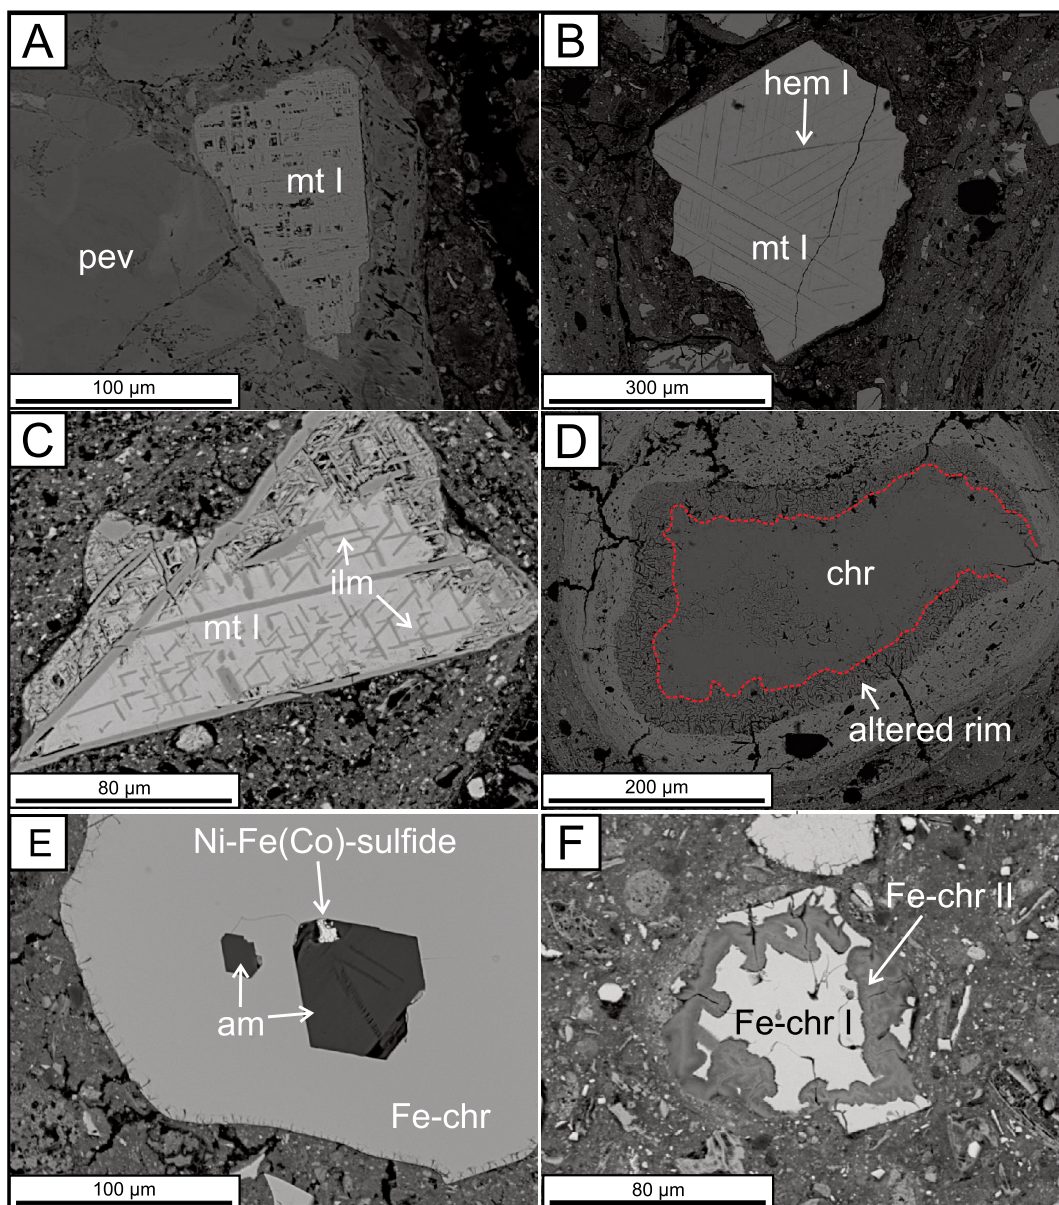 A
mt I
pev
100 µm
B
hem I
mt I
300 µm
C
ilm
mt I
80 µm
D
chr
altered rim
200 µm
E
Ni-Fe(Co)-sulfide
am
Fe-chr
100 µm
F
Fe-chr II
Fe-chr I
80 µm